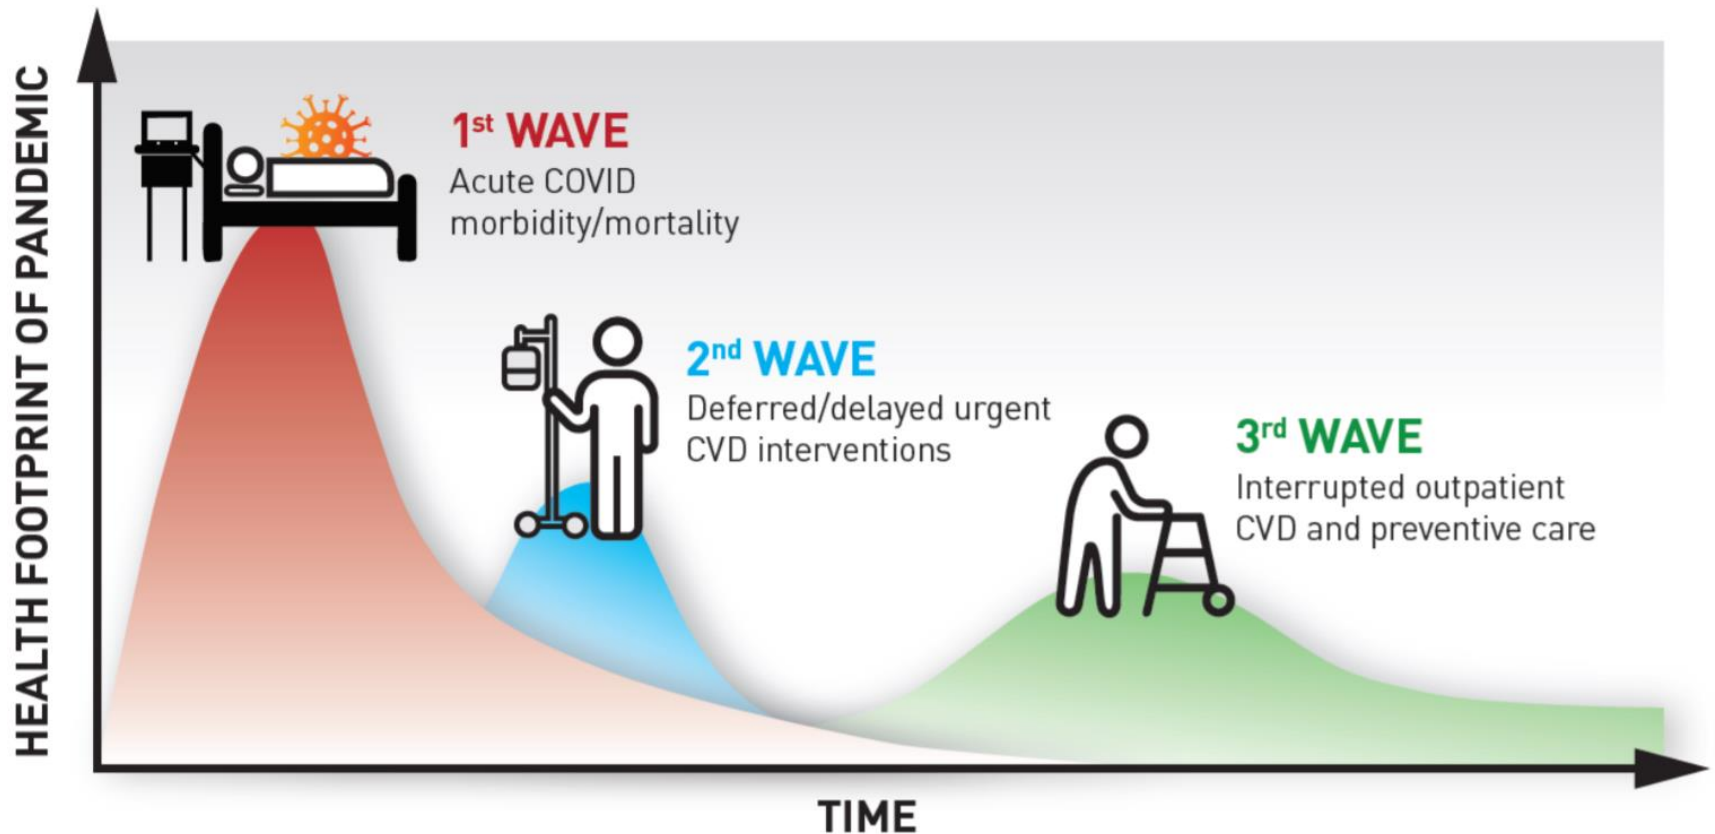 HEALTH FOOTPRINT OF PANDEMIC
1st WAVE
Acute COVID
morbidity/mortality
2nd WAVE
Deferred/delayed urgent
CVD interventions
3rd WAVE
Interrupted outpatient
CVD and preventive care
TIME